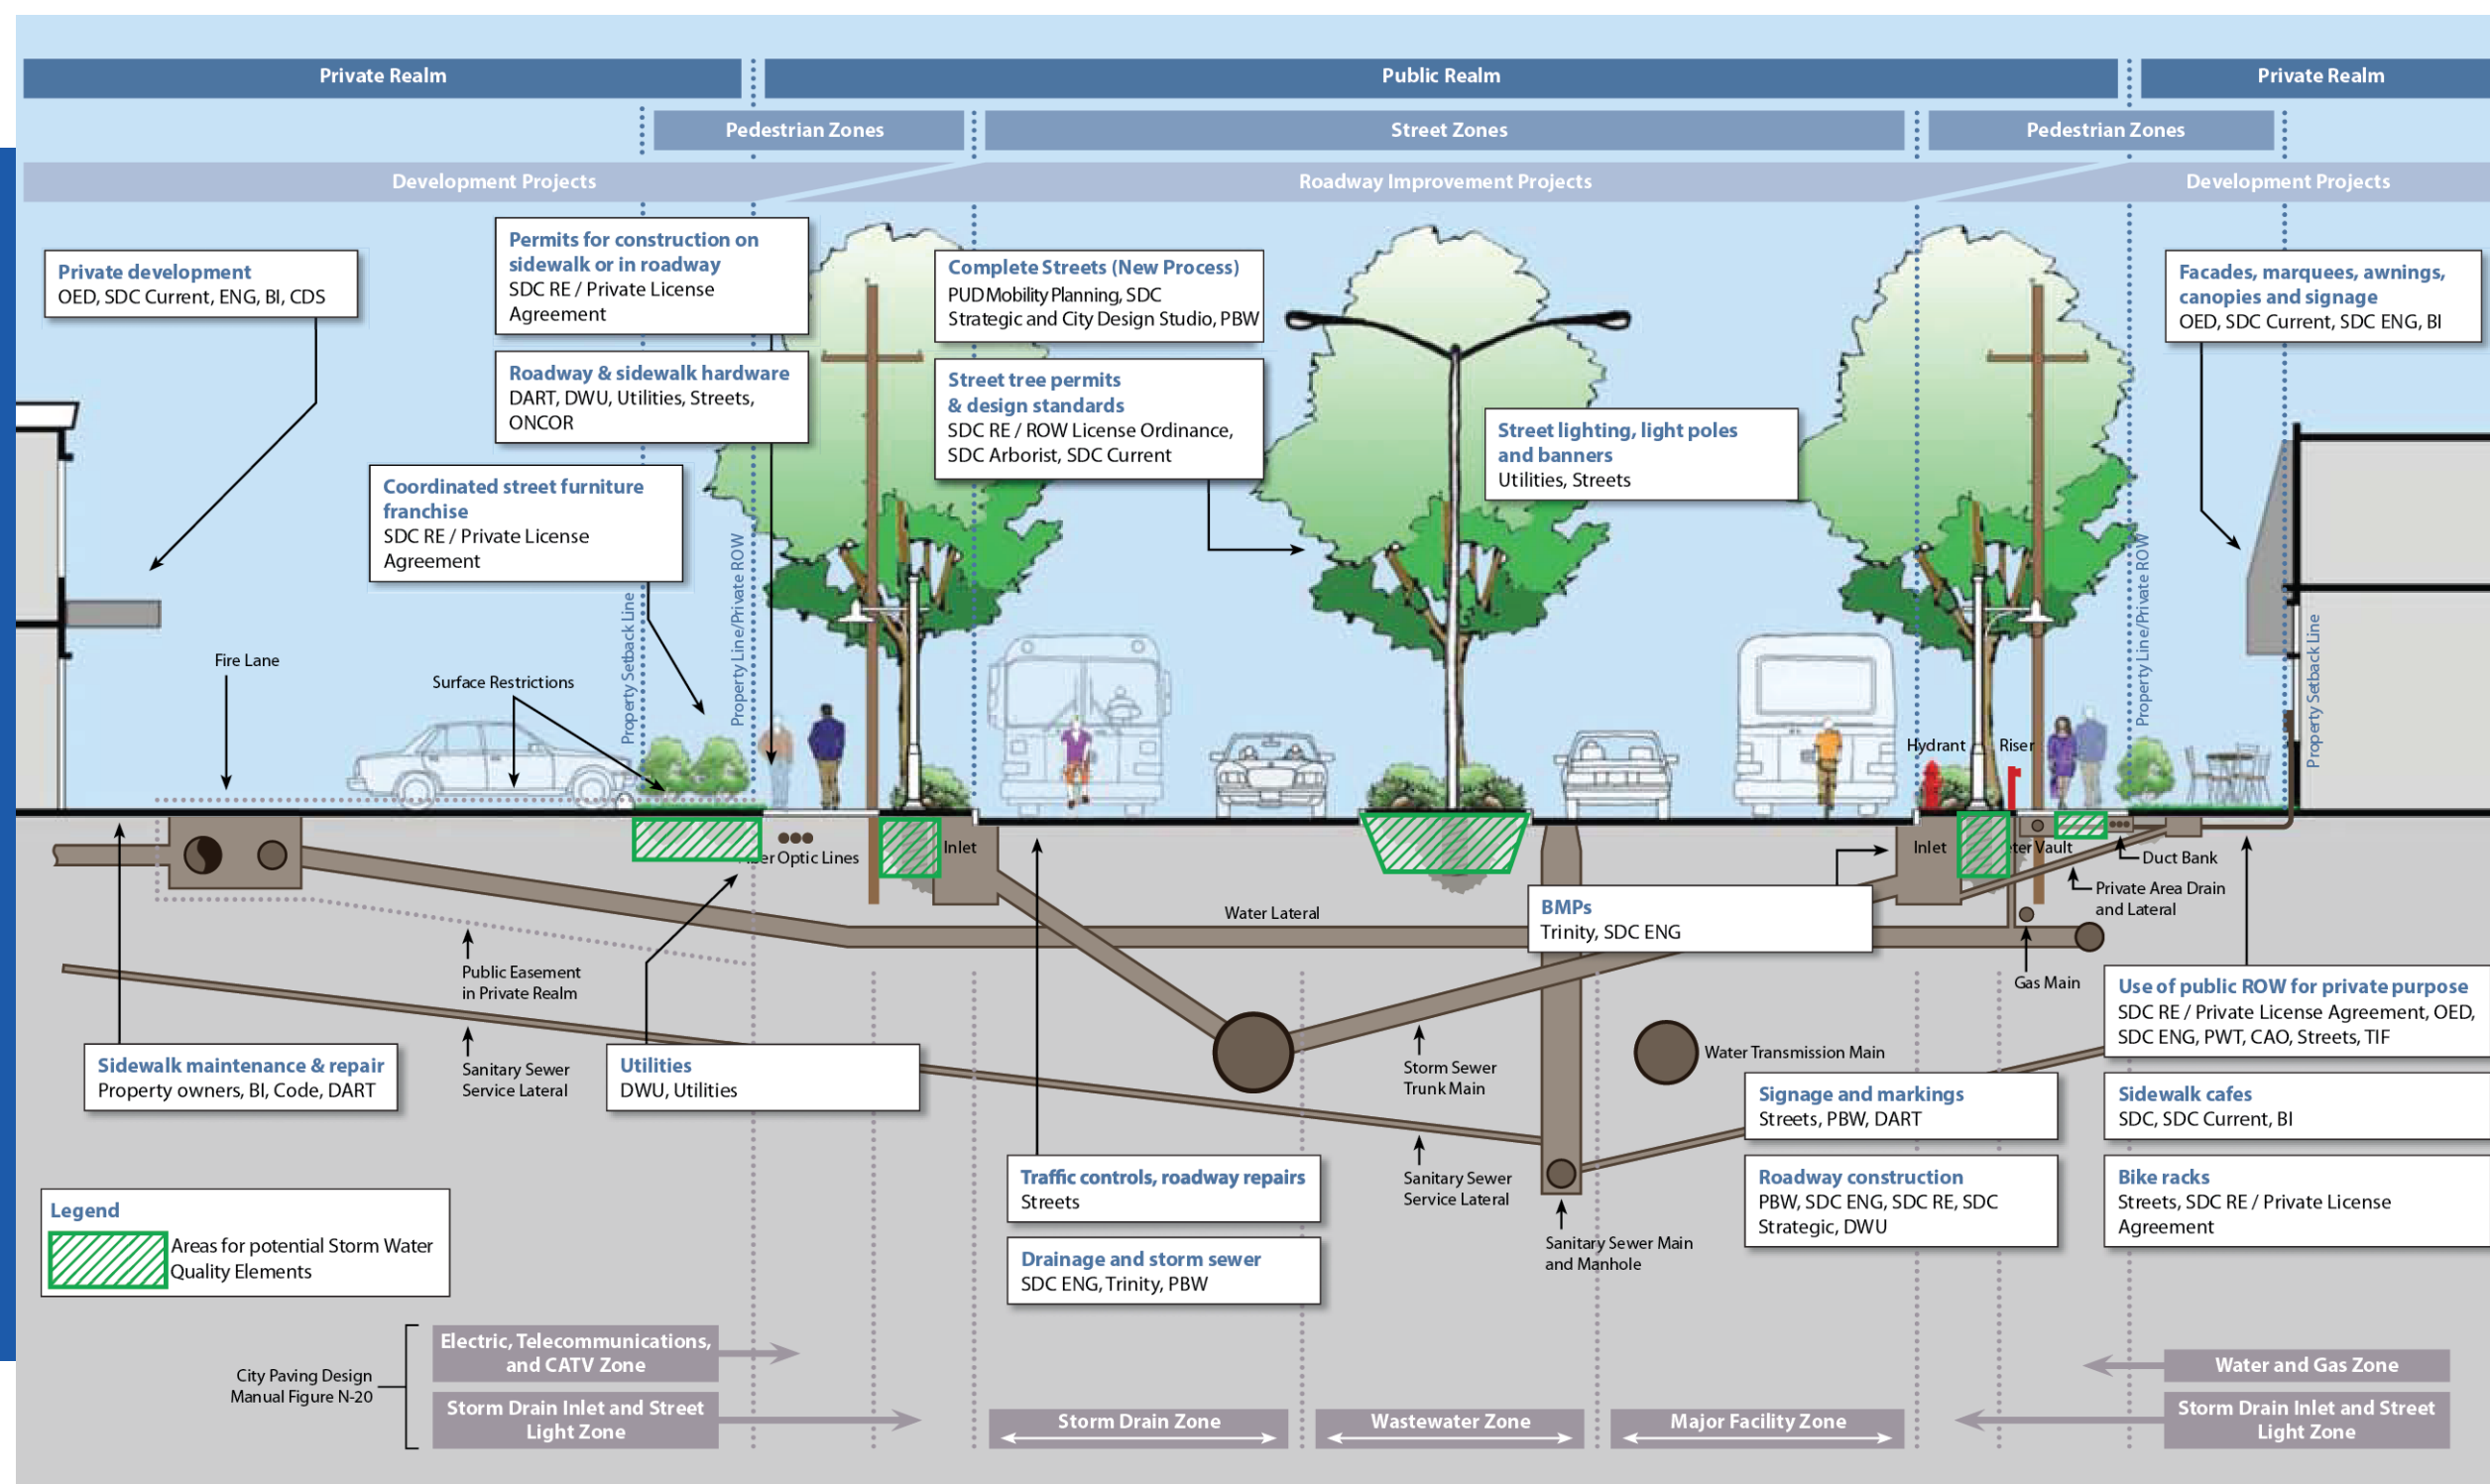 Private Realm
Public Realm
Private Realm
Pedestrian Zones
Street Zones
Pedestrian Zones
Development Projects
Roadway Improvement Projects
Development Projects
Private development
OED, SDC Current, ENG, BI, CDS
Permits for construction on
sidewalk or in roadway
SDC RE / Private License
Agreement
Roadway & sidewalk hardware
DART, DWU, Utilities, Streets,
ONCOR
Coordinated street furniture
franchise
SDC RE / Private License
Agreement
Complete Streets (New Process)
PUD Mobility Planning, SDC
Strategic and City Design Studio, PBW
Street tree permits
& design standards
SDC RE / ROW License Ordinance,
SDC Arborist, SDC Current
Street lighting, light poles
and banners
Utilities, Streets
Facades, marquees, awnings,
canopies and signage
OED, SDC Current, SDC ENG, BI
Fire Lane
Surface Restrictions
Property Setback Line
Property Line/Private ROW
Property Line/Private ROW
Property Setback Line
Hydrant
Riser
Optic Lines
Inlet
Inlet
Vault
Duct Bank
Private Area Drain
and Lateral
Water Lateral
BMPs
Trinity, SDC ENG
Public Easement
in Private Realm
Gas Main
Use of public ROW for private purpose
SDC RE / Private License Agreement, OED,
SDC ENG, PWT, CAO, Streets, TIF
Sidewalk maintenance & repair
Property owners, BI, Code, DART
Sanitary Sewer
Service Lateral
Utilities
DWU, Utilities
Storm Sewer
Trunk Main
Water Transmission Main
Signage and markings
Streets, PBW, DART
Sidewalk cafes
SDC, SDC Current, BI
Traffic controls, roadway repairs
Streets
Sanitary Sewer
Service Lateral
Roadway construction
PBW, SDC ENG, SDC RE, SDC
Strategic, DWU
Bike racks
Streets, SDC RE / Private License
Agreement
Legend
Areas for potential Storm Water
Quality Elements
Drainage and storm sewer
SDC ENG, Trinity, PBW
Sanitary Sewer Main
and Manhole
City Paving Design
Manual Figure N-20
Electric, Telecommunications,
and CATV Zone
Storm Drain Inlet and Street
Light Zone
Storm Drain Zone
Wastewater Zone
Major Facility Zone
Water and Gas Zone
Storm Drain Inlet and Street
Light Zone